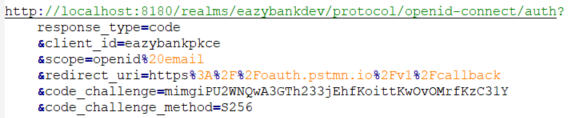 http://localhost:8180/realms/eazybankdev/protocol/openid-connect/auth?
response_type=code
&client_id=eazybankpkce
&scope=openid%20email
&redirect_uri=https%3A%2F%2Foauth.pstmn.io%2Fv1%2Fcallback
&code_challenge=mimgiPU2WNQwA3GTh233jEhfKoittKwOvOMrfKzC31Y
&code_challenge_method=S256